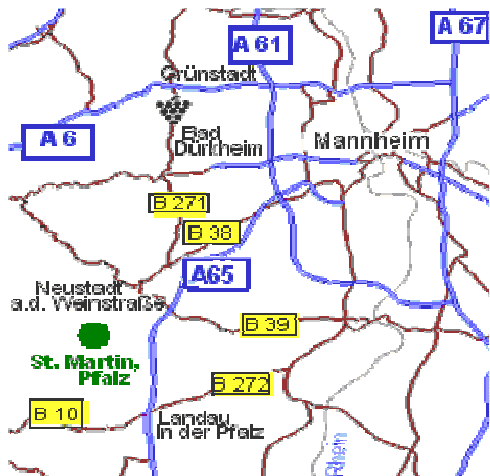 A 67
A 61
Grünstadt
A 6
Bad
Dürkheim
Mannheim
B 271
B 38
A65
Neustadt
a.d. Weinstraße
B 39
St. Martin,
Pfalz
B 272
B 10
Landau
in der Pfalz
Rhein